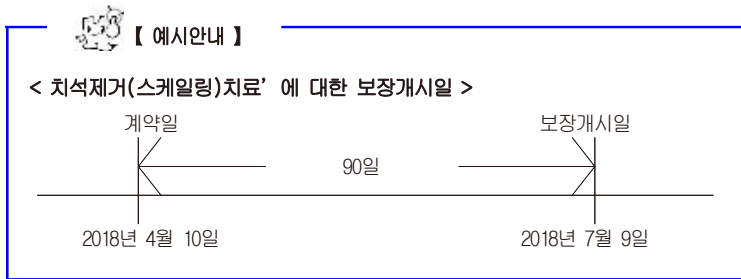 【 예시안내 】
< 치석제거(스케일링)치료’ 에 대한 보장개시일 >
계약일 보장개시일
90일
2018년 4월 10일 2018년 7월 9일